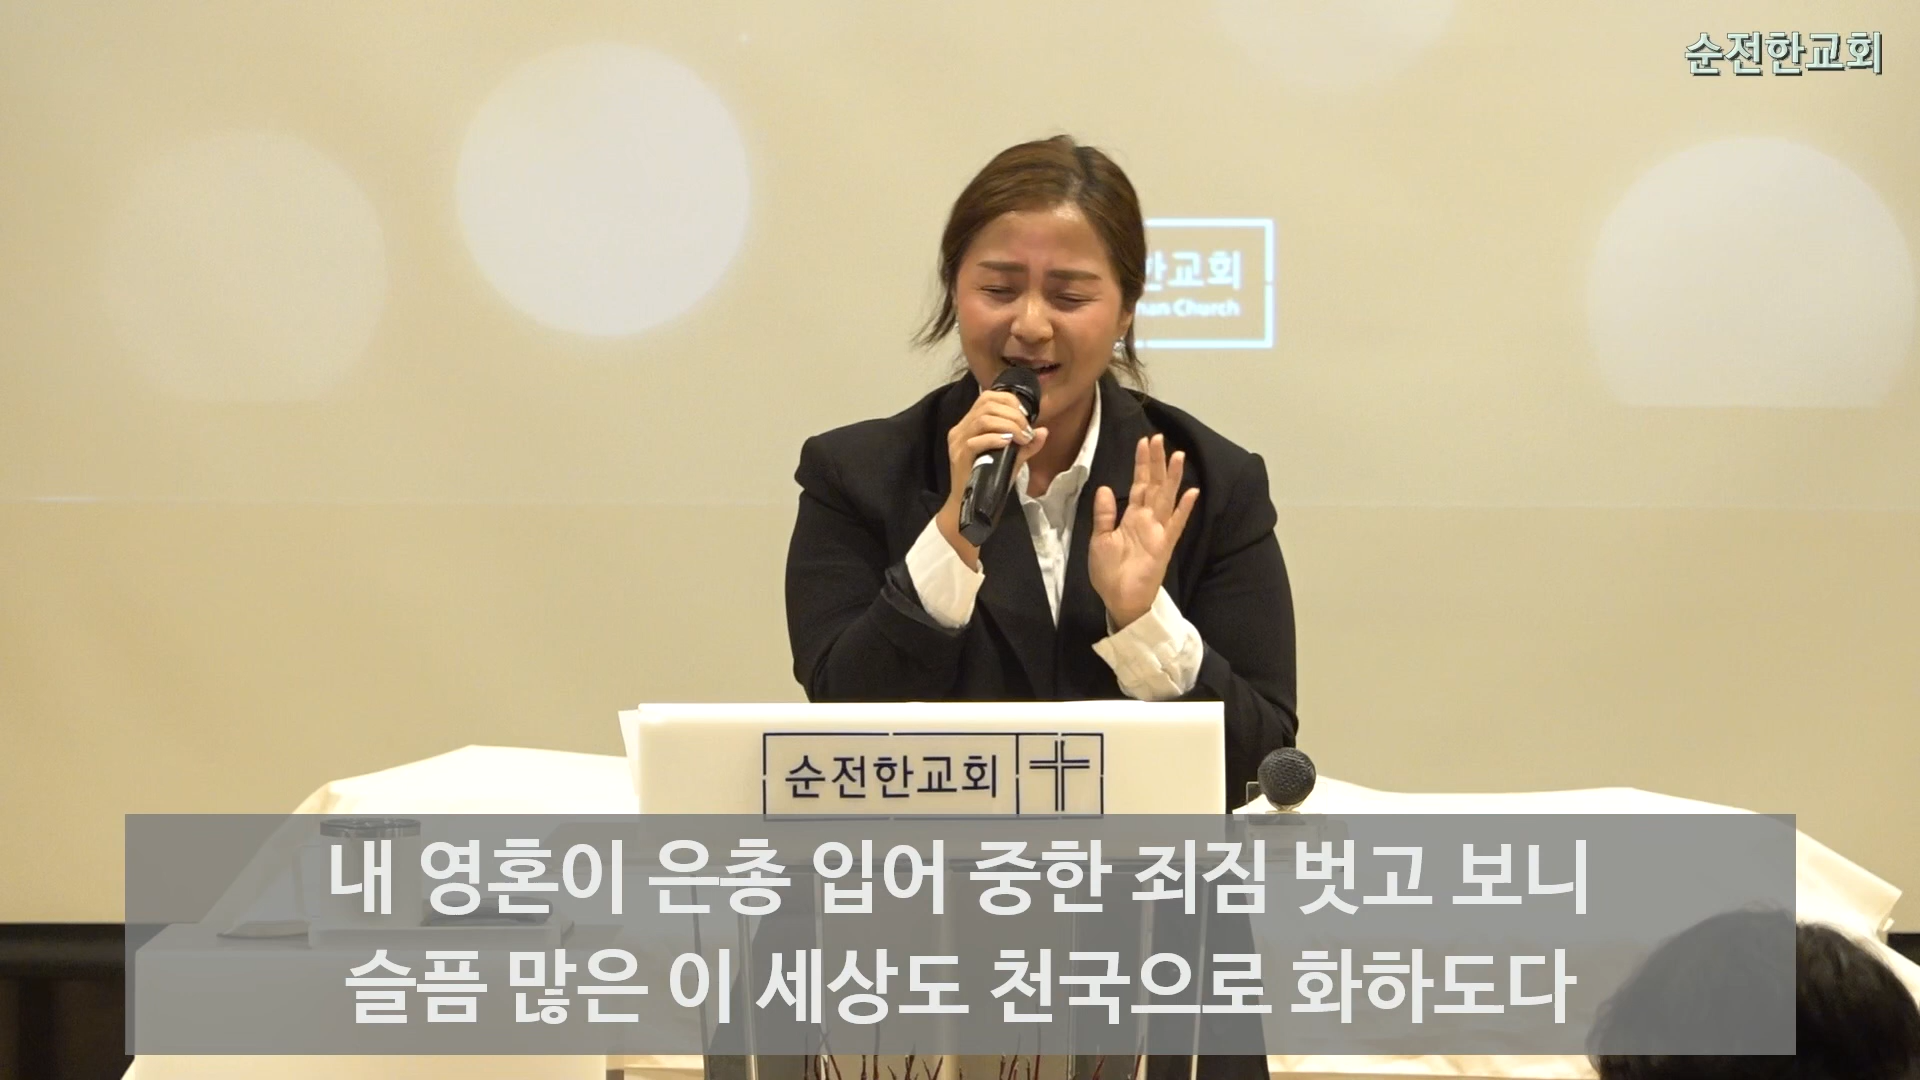 순전한교회
한교회
Church
순전한교회
내 영혼이 은총 입어 중한 죄짐 벗고 보니
슬픔 많은 이 세상도 천국으로 화하도다